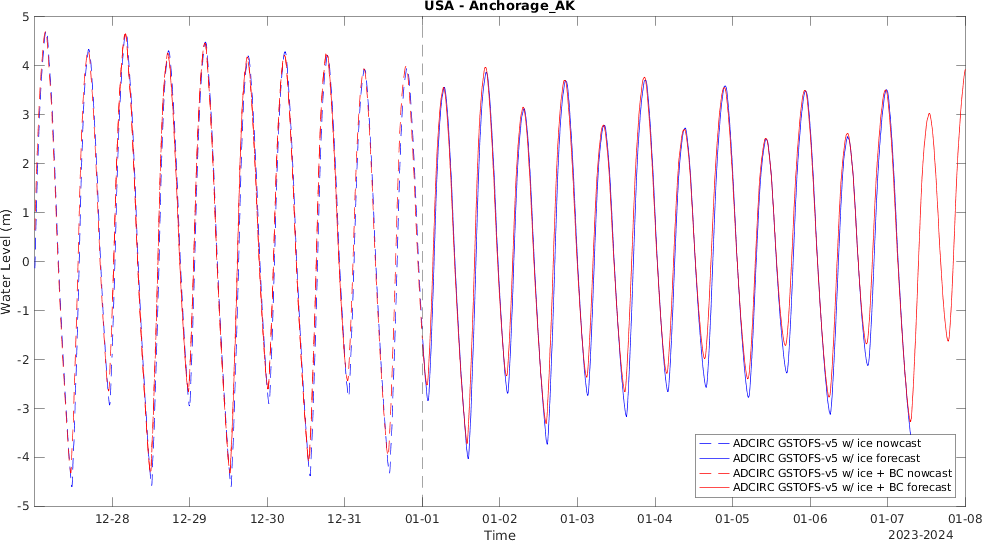 USA - Anchorage_AK
5
4
3
2
1
0
-1
-2
-3
-4
-5
Water Level (m)
ADCIRC GSTOFS-v5 w/ ice nowcast
ADCIRC GSTOFS-v5 w/ ice forecast
ADCIRC GSTOFS-v5 w/ ice + BC nowcast
ADCIRC GSTOFS-v5 w/ ice + BC forecast
12-28 12-29 12-30 12-31 01-01 01-02 01-03 01-04 01-05 01-06 01-07 01-08
Time
2023-2024